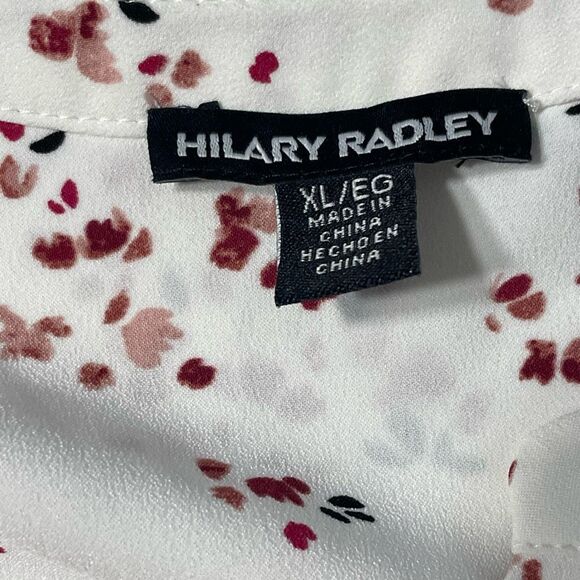 HILARY RADLEY
XL/EG
MADE IN
CHINA
HECHO EN
CHINA